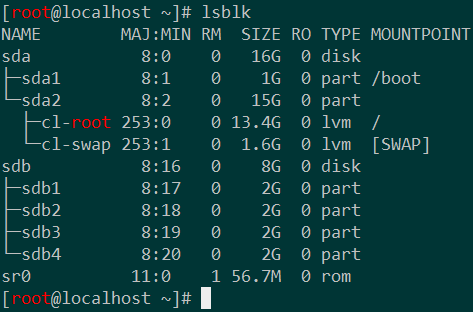 [root@localhost ~]# lsblk
NAME        MAJ:MIN RM  SIZE RO TYPE MOUNTPOINT
sda           8:0    0   16G  0 disk
├─sda1        8:1    0    1G  0 part /boot
└─sda2        8:2    0   15G  0 part
  ├─cl-root 253:0    0 13.4G  0 lvm  /
  └─cl-swap 253:1    0  1.6G  0 lvm  [SWAP]
sdb           8:16   0    8G  0 disk
├─sdb1        8:17   0    2G  0 part
├─sdb2        8:18   0    2G  0 part
├─sdb3        8:19   0    2G  0 part
└─sdb4        8:20   0    2G  0 part
sr0          11:0    1 56.7M  0 rom
[root@localhost ~]#